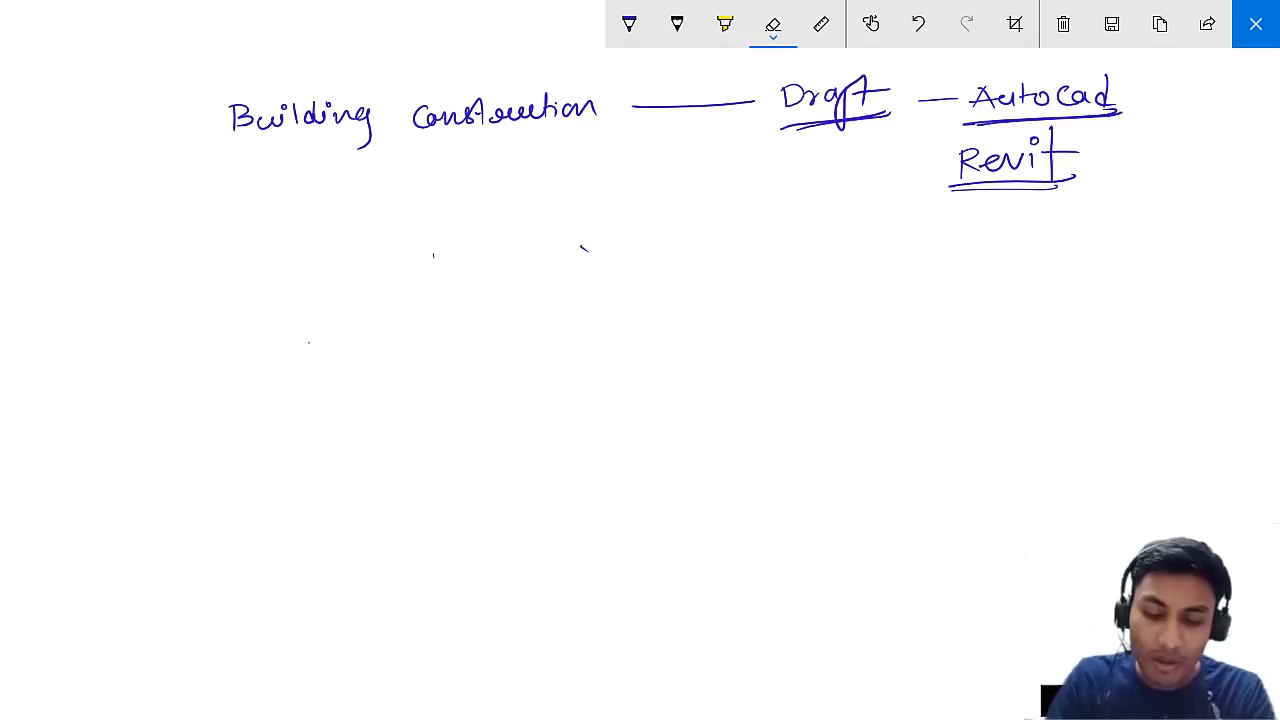 Building Construction —— Draft — AutoCad
Revit